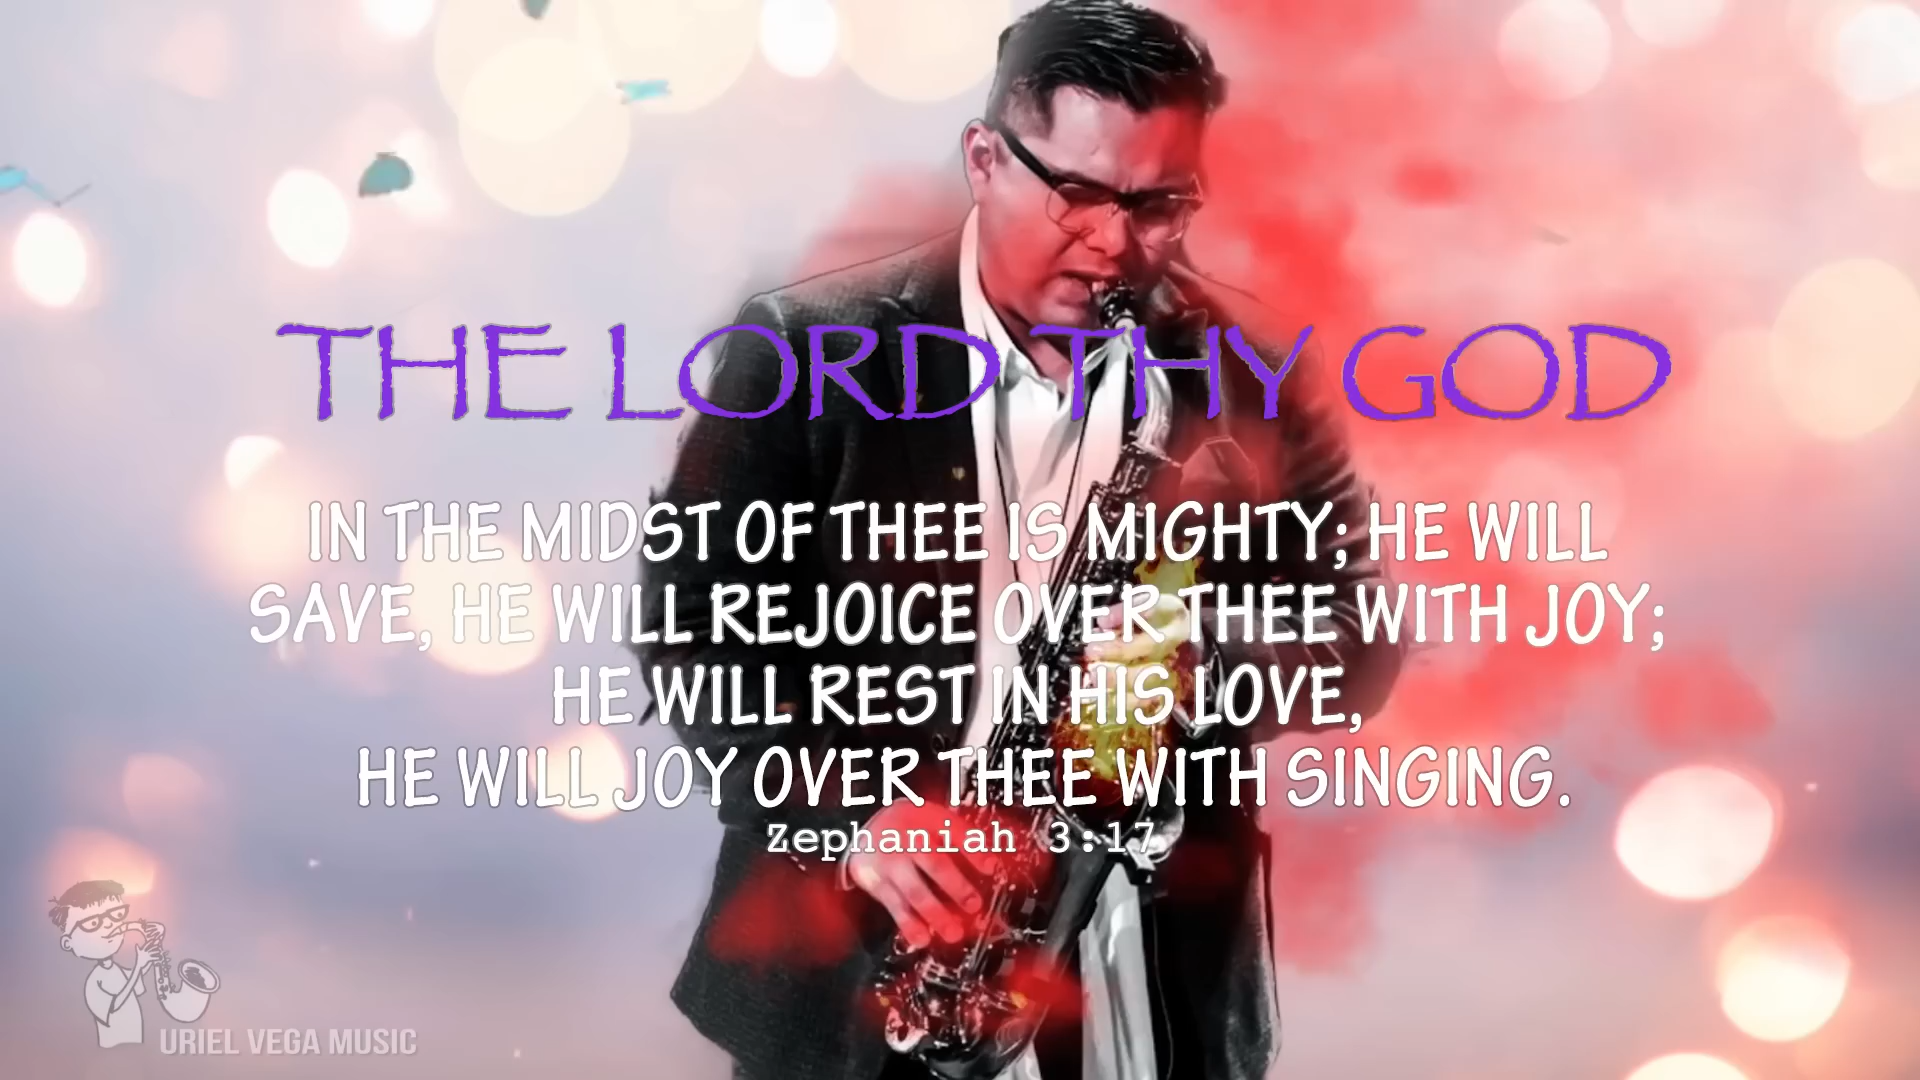 THE LORD THY GOD
IN THE MIDST OF THEE IS MIGHTY; HE WILL
SAVE, HE WILL REJOICE OVER THEE WITH JOY;
HE WILL REST IN HIS LOVE,
HE WILL JOY OVER THEE WITH SINGING.
Zephaniah 3:17
URIEL VEGA MUSIC